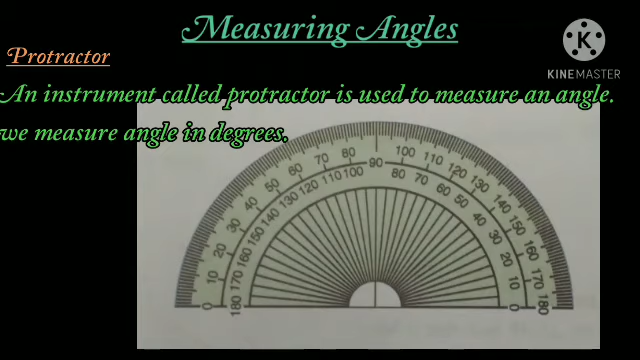 Measuring Angles
K
KINEMASTER
Protractor
An instrument called protractor is used to measure an angle.
we measure angle in degrees.
0 10 20 30 40 50 60 70 80 90 100 110 120 130 140 150 160 170 180
180 170 160 150 140 130 120 110 100 80 70 60 50 40 30 20 10 0